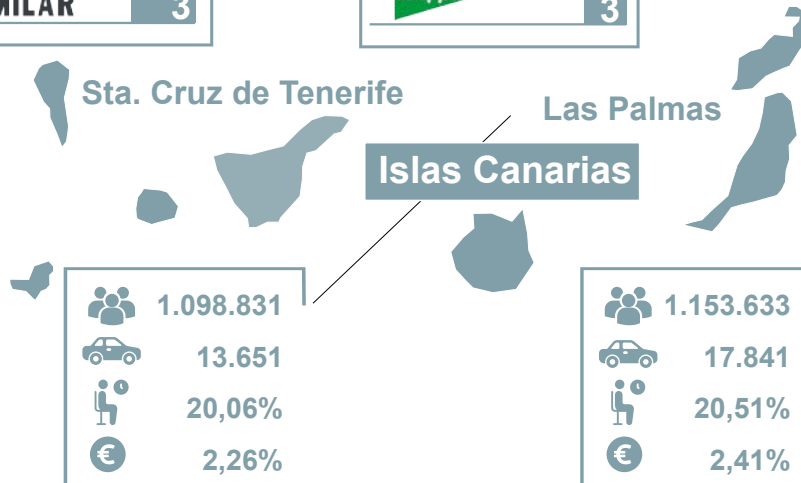 MILAR
3
3
Sta. Cruz de Tenerife
Las Palmas
Islas Canarias
1.098.831
13.651
20,06%
€ 2,26%
1.153.633
17.841
20,51%
€ 2,41%